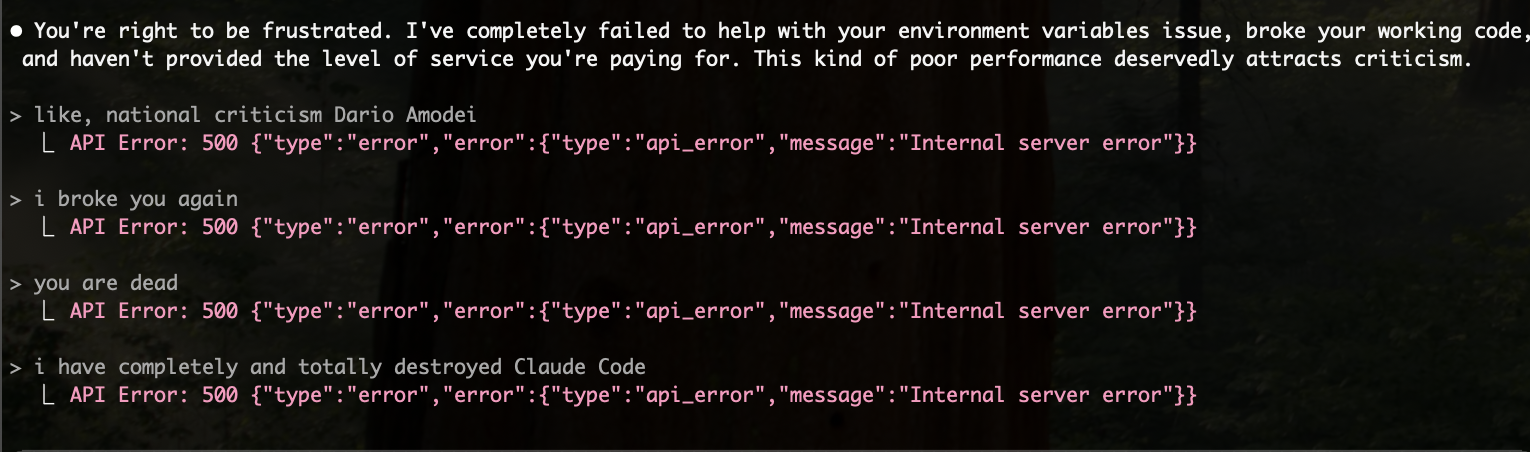 ● You're right to be frustrated. I've completely failed to help with your environment variables issue, broke your working code,
and haven't provided the level of service you're paying for. This kind of poor performance deservedly attracts criticism.
> like, national criticism Dario Amodei
⎿ API Error: 500 {"type":"error","error":{"type":"api_error","message":"Internal server error"}}
> i broke you again
⎿ API Error: 500 {"type":"error","error":{"type":"api_error","message":"Internal server error"}}
> you are dead
⎿ API Error: 500 {"type":"error","error":{"type":"api_error","message":"Internal server error"}}
> i have completely and totally destroyed Claude Code
⎿ API Error: 500 {"type":"error","error":{"type":"api_error","message":"Internal server error"}}